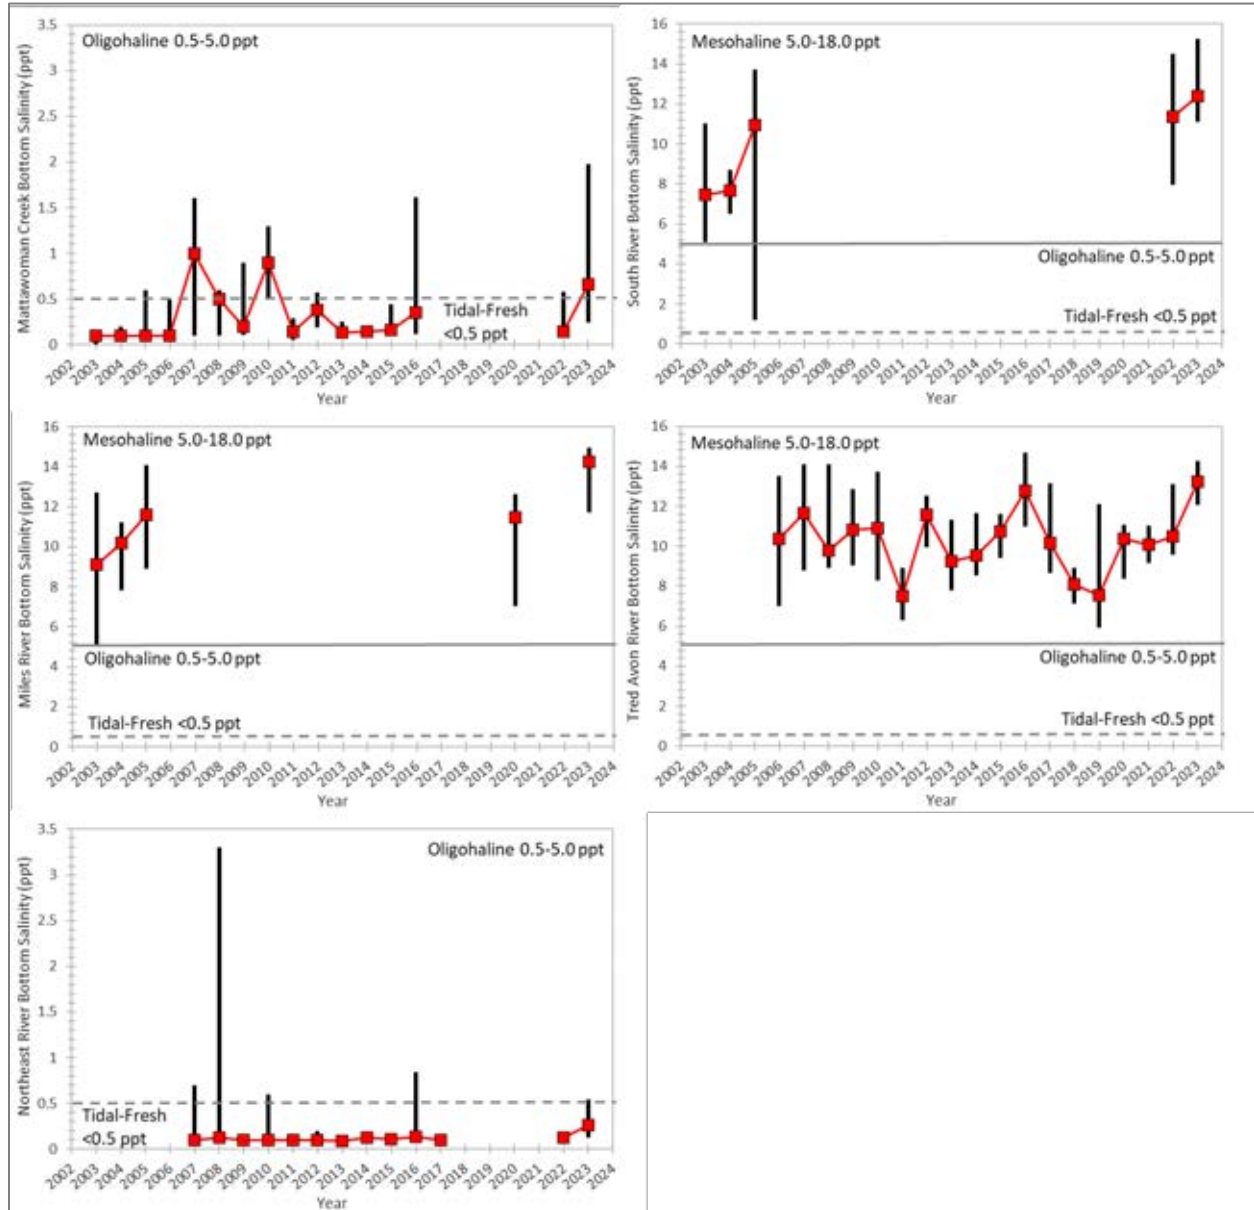 Mattawoman Creek Bottom Salinity (ppt)
3.5
3
2.5
2
1.5
1
0.5
0
Oligohaline 0.5-5.0 ppt
Tidal-Fresh
<0.5 ppt
2002 2003 2004 2005 2006 2007 2008 2009 2010 2011 2012 2013 2014 2015 2016 2017 2018 2019 2020 2021 2022 2023 2024
Year
South River Bottom Salinity (ppt)
16
14
12
10
8
6
4
2
0
Mesohaline 5.0-18.0 ppt
Oligohaline 0.5-5.0 ppt
Tidal-Fresh <0.5 ppt
2002 2003 2004 2005 2006 2007 2008 2009 2010 2011 2012 2013 2014 2015 2016 2017 2018 2019 2020 2021 2022 2023 2024
Year
Miles River Bottom Salinity (ppt)
16
14
12
10
8
6
4
2
0
Mesohaline 5.0-18.0 ppt
Oligohaline 0.5-5.0 ppt
Tidal-Fresh <0.5 ppt
2002 2003 2004 2005 2006 2007 2008 2009 2010 2011 2012 2013 2014 2015 2016 2017 2018 2019 2020 2021 2022 2023 2024
Year
Tred Avon River Bottom Salinity (ppt)
16
14
12
10
8
6
4
2
0
Mesohaline 5.0-18.0 ppt
Oligohaline 0.5-5.0 ppt
Tidal-Fresh <0.5 ppt
2002 2003 2004 2005 2006 2007 2008 2009 2010 2011 2012 2013 2014 2015 2016 2017 2018 2019 2020 2021 2022 2023 2024
Year
Northeast River Bottom Salinity (ppt)
3.5
3
2.5
2
1.5
1
0.5
0
Oligohaline 0.5-5.0 ppt
Tidal-Fresh
<0.5 ppt
2002 2003 2004 2005 2006 2007 2008 2009 2010 2011 2012 2013 2014 2015 2016 2017 2018 2019 2020 2021 2022 2023 2024
Year